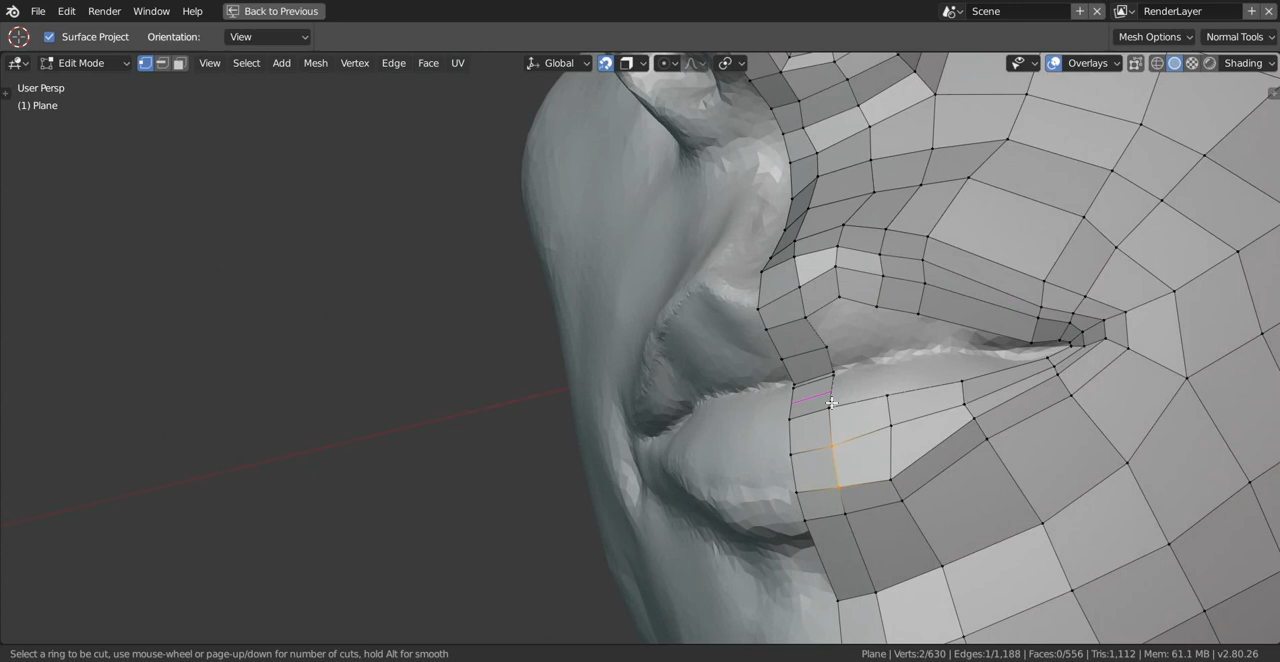 File Edit Render Window Help Back to Previous Scene RenderLayer
Surface Project Orientation: View Mesh Options Normal Tools
Edit Mode View Select Add Mesh Vertex Edge Face UV Global Overlays Shading
User Persp
(1) Plane
Select a ring to be cut, use mouse-wheel or page-up/down for number of cuts, hold Alt for smooth Plane | Verts:2/630 | Edges:1/1,188 | Faces:0/556 | Tris:1,112 | Mem: 61.1 MB | v2.80.26